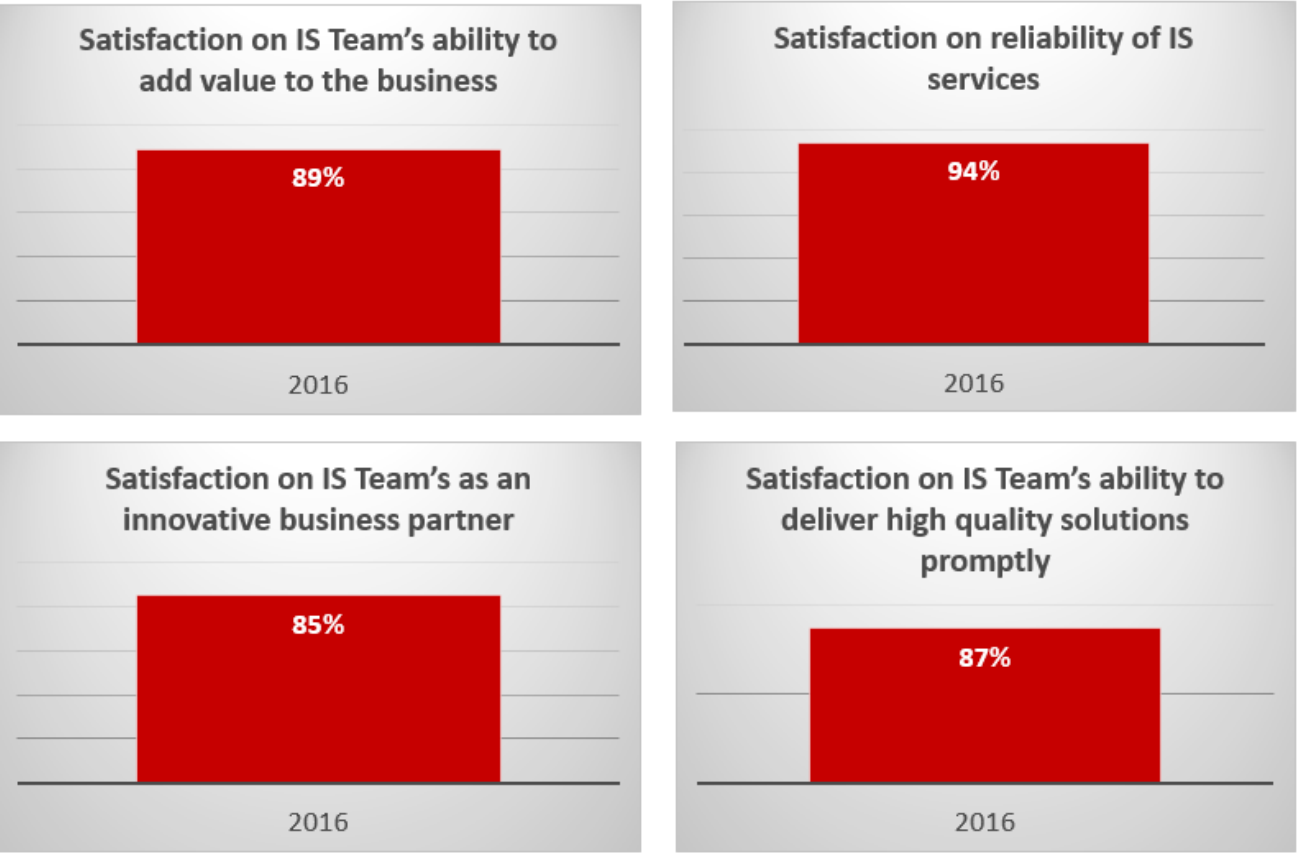 Satisfaction on IS Team's ability to
add value to the business
89%
2016
Satisfaction on reliability of IS
services
94%
2016
Satisfaction on IS Team's as an
innovative business partner
85%
2016
Satisfaction on IS Team's ability to
deliver high quality solutions
promptly
87%
2016